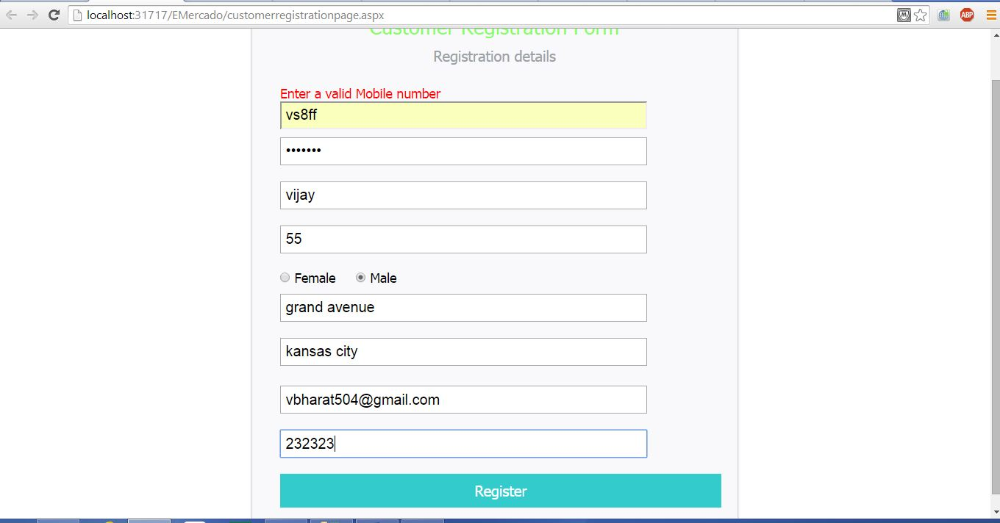 localhost:31717/EMercado/customerregistrationpage.aspx
ABP
Customer Registration Form
Registration details
Enter a valid Mobile number
vs8ff
•••••••
vijay
55
Female Male
grand avenue
kansas city
vbharat504@gmail.com
232323
Register